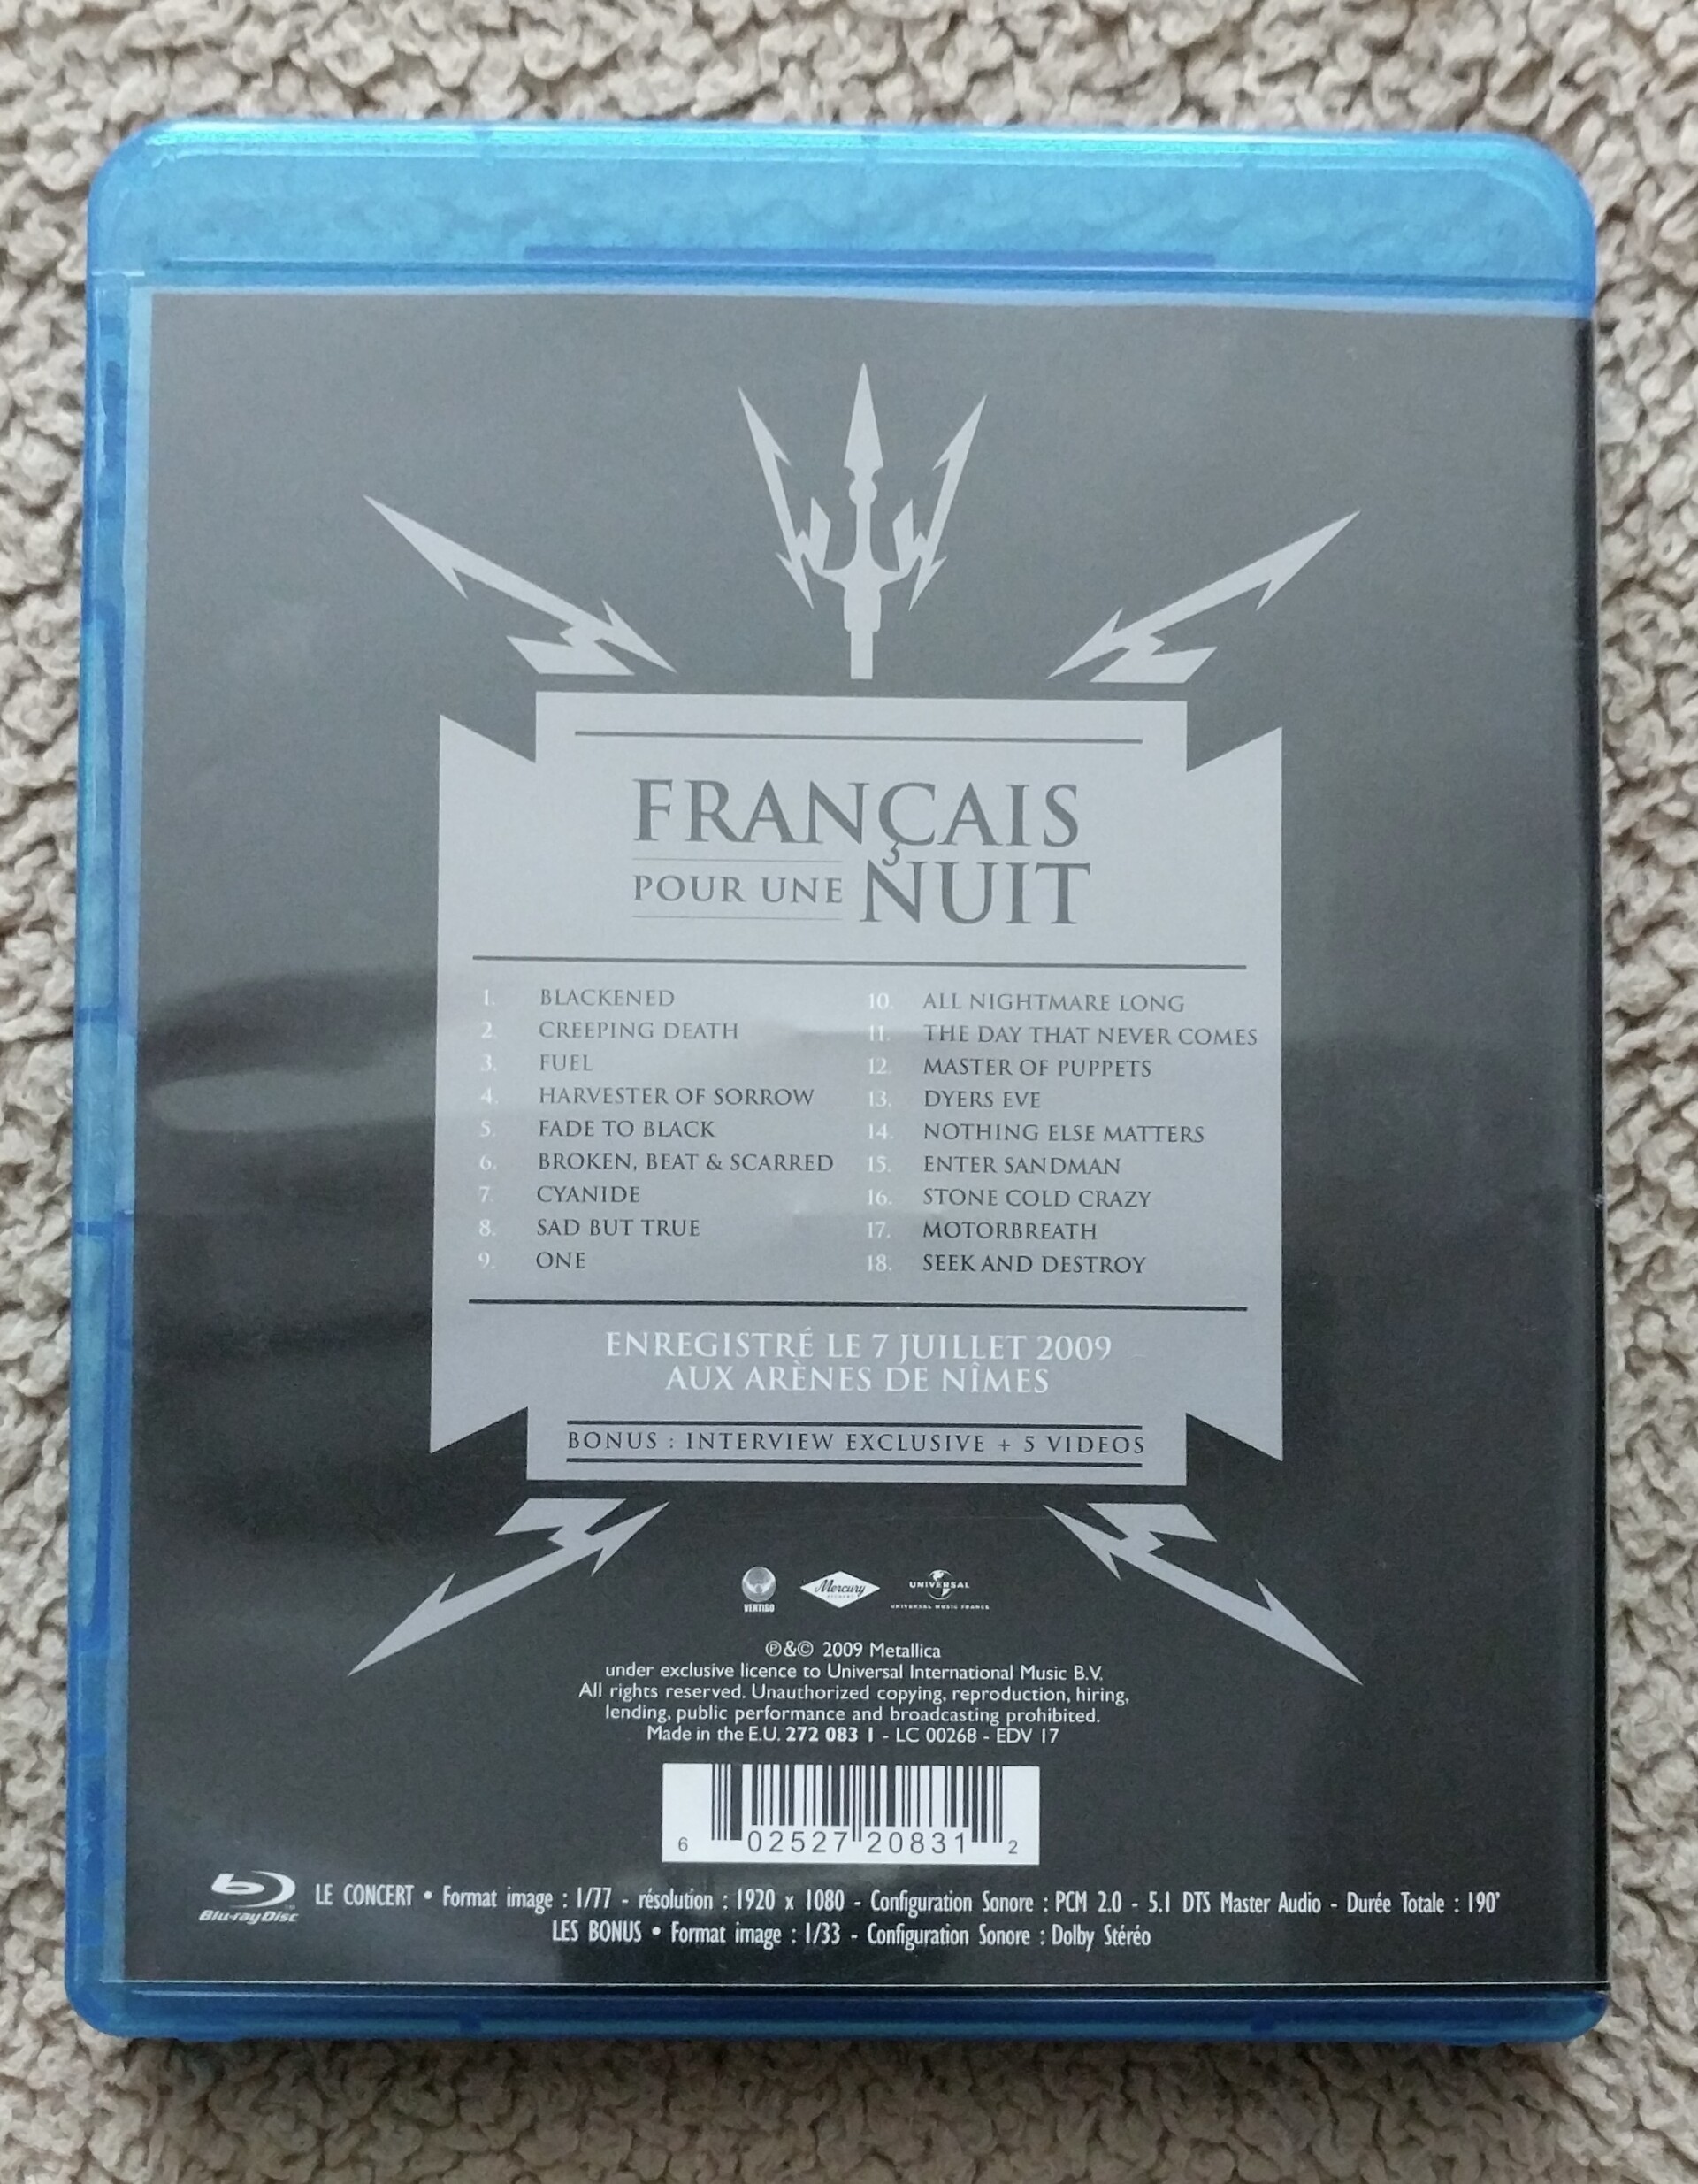 FRANÇAIS
POUR UNE NUIT
1. BLACKENED
2. CREEPING DEATH
3. FUEL
4. HARVESTER OF SORROW
5. FADE TO BLACK
6. BROKEN, BEAT & SCARRED
7. CYANIDE
8. SAD BUT TRUE
9. ONE
10. ALL NIGHTMARE LONG
11. THE DAY THAT NEVER COMES
12. MASTER OF PUPPETS
13. DYERS EVE
14. NOTHING ELSE MATTERS
15. ENTER SANDMAN
16. STONE COLD CRAZY
17. MOTORBREATH
18. SEEK AND DESTROY
ENREGISTRÉ LE 7 JUILLET 2009
AUX ARÈNES DE NÎMES
BONUS : INTERVIEW EXCLUSIVE + 5 VIDEOS
VERTIGO
Mercury
UNIVERSAL
UNIVERSAL MUSIC FRANCE
℗&© 2009 Metallica
under exclusive licence to Universal International Music B.V.
All rights reserved. Unauthorized copying, reproduction, hiring,
lending, public performance and broadcasting prohibited.
Made in the E.U. 272 083 1 - LC 00268 - EDV 17
6 02527 20831 2
Blu-ray Disc
LE CONCERT • Format image : 1/77 - résolution : 1920 x 1080 - Configuration Sonore : PCM 2.0 - 5.1 DTS Master Audio - Durée Totale : 190'
LES BONUS • Format image : 1/33 - Configuration Sonore : Dolby Stéréo